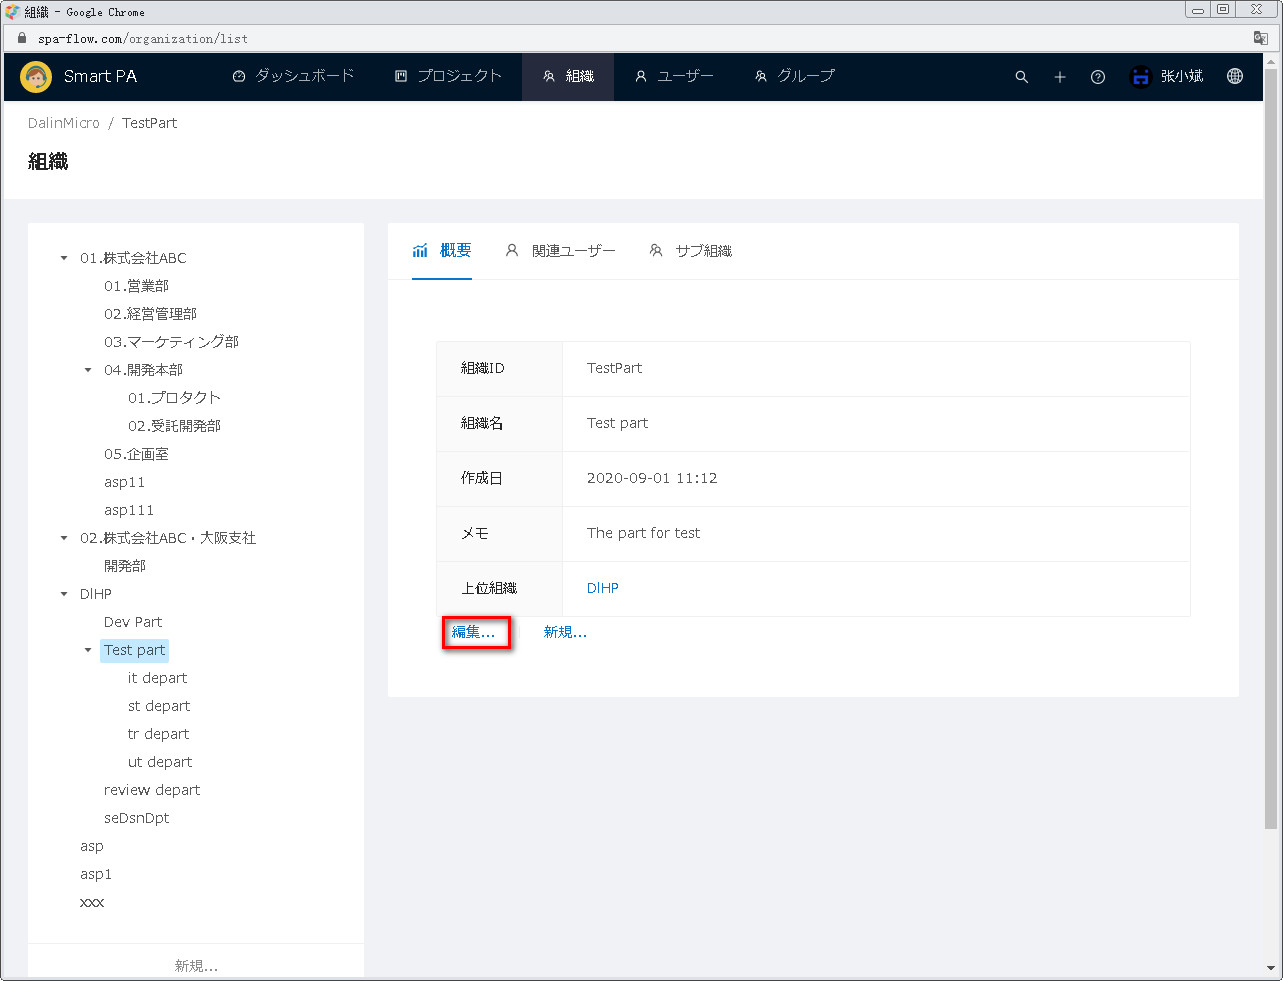 組織 - Google Chrome
spa-flow.com/organization/list
Smart PA
ダッシュボード
プロジェクト
組織
ユーザー
グループ
张小斌
DalinMicro / TestPart
組織
01.株式会社ABC
01.営業部
02.経営管理部
03.マーケティング部
04.開発本部
01.プロタクト
02.受託開発部
05.企画室
asp11
asp111
02.株式会社ABC・大阪支社
開発部
DlHP
Dev Part
Test part
it depart
st depart
tr depart
ut depart
review depart
seDsnDpt
asp
asp1
xxx
新規...
概要
関連ユーザー
サブ組織
組織ID TestPart
組織名 Test part
作成日 2020-09-01 11:12
メモ The part for test
上位組織 DlHP
編集... 新規...